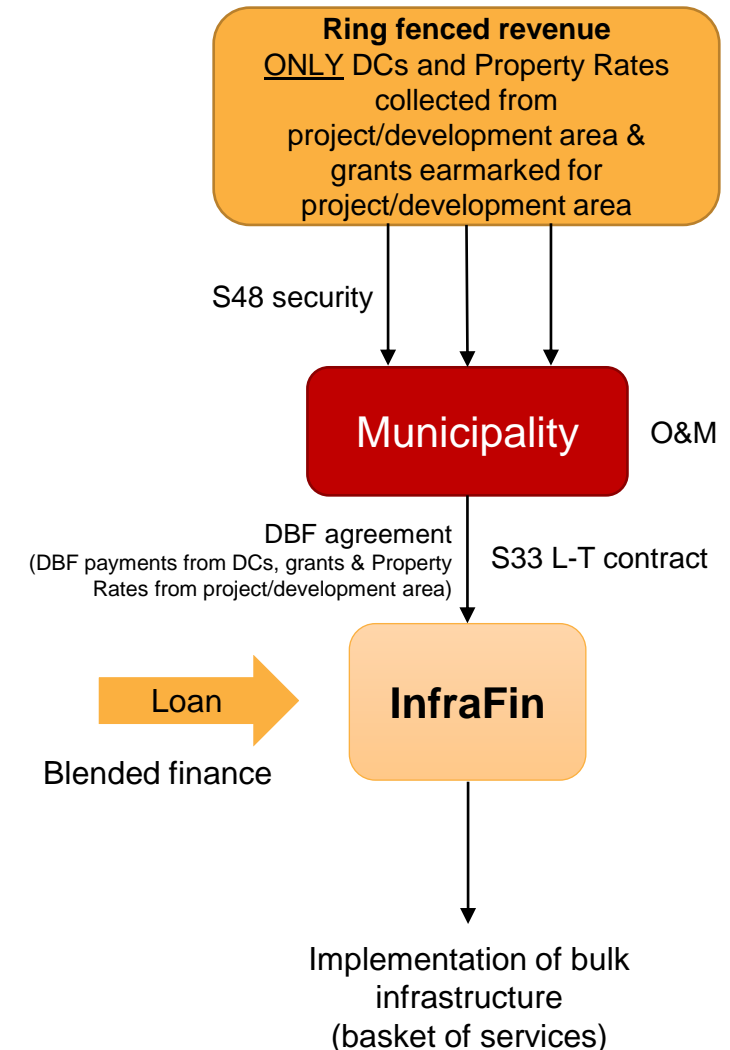 Ring fenced revenue
ONLY DCs and Property Rates
collected from
project/development area &
grants earmarked for
project/development area
S48 security
Municipality
O&M
DBF agreement
(DBF payments from DCs, grants & Property
Rates from project/development area)
S33 L-T contract
Loan
InfraFin
Blended finance
Implementation of bulk
infrastructure
(basket of services)